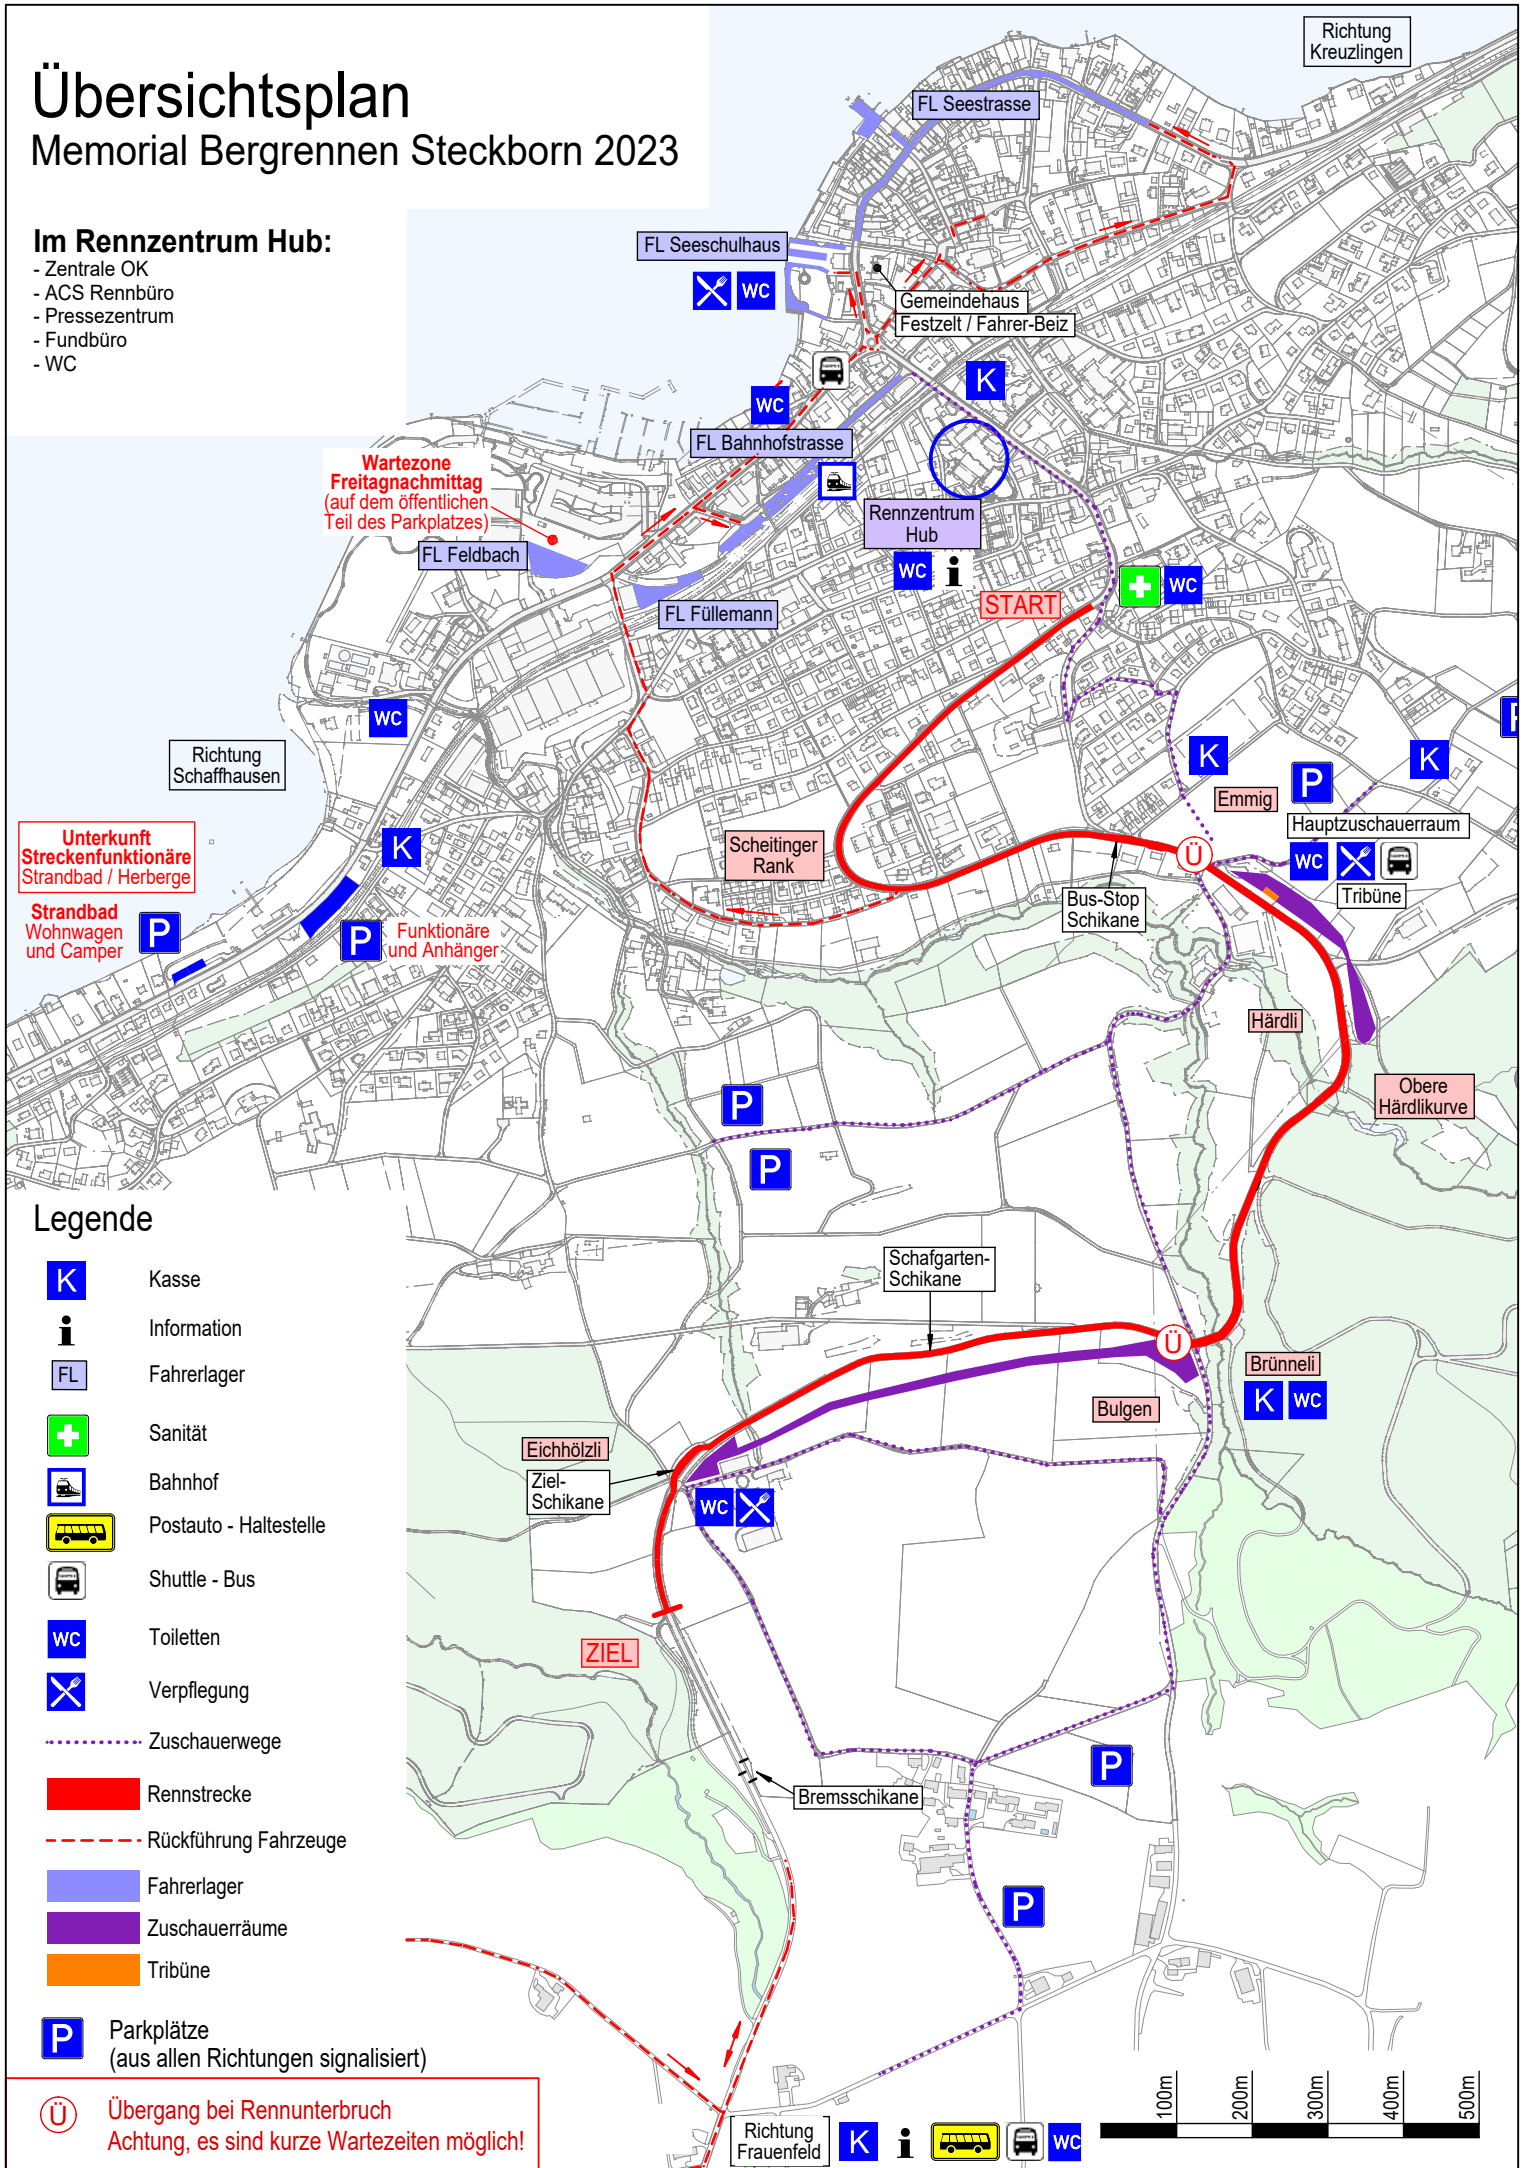 Übersichtsplan
Memorial Bergrennen Steckborn 2023
Im Rennzentrum Hub:
- Zentrale OK
- ACS Rennbüro
- Pressezentrum
- Fundbüro
- WC
Richtung
Kreuzlingen
FL Seestrasse
FL Seeschulhaus
WC
Gemeindehaus
Festzelt / Fahrer-Beiz
K
WC
FL Bahnhofstrasse
Wartezone
Freitagnachmittag
(auf dem öffentlichen
Teil des Parkplatzes)
FL Feldbach
Rennzentrum
Hub
WC
i
START
WC
FL Füllemann
WC
Richtung
Schaffhausen
K
K
P
P
Emmig
Hauptzuschauerraum
WC
Tribüne
Unterkunft
Streckenfunktionäre
Strandbad / Herberge
K
Strandbad
Wohnwagen
und Camper
P
P
Funktionäre
und Anhänger
Scheitinger
Rank
Ü
Bus-Stop
Schikane
Härdli
Obere
Härdlikurve
P
P
Schafgarten-
Schikane
Ü
Brünneli
K
WC
Bulgen
Eichhölzli
Ziel-
Schikane
WC
ZIEL
Bremsschikane
P
P
Legende
K
Kasse
i
Information
FL
Fahrerlager
Sanität
Bahnhof
Postauto - Haltestelle
Shuttle - Bus
WC
Toiletten
Verpflegung
Zuschauerwege
Rennstrecke
Rückführung Fahrzeuge
Fahrerlager
Zuschauerräume
Tribüne
P
Parkplätze
(aus allen Richtungen signalisiert)
Ü
Übergang bei Rennunterbruch
Achtung, es sind kurze Wartezeiten möglich!
Richtung
Frauenfeld
K
i
WC
100m
200m
300m
400m
500m